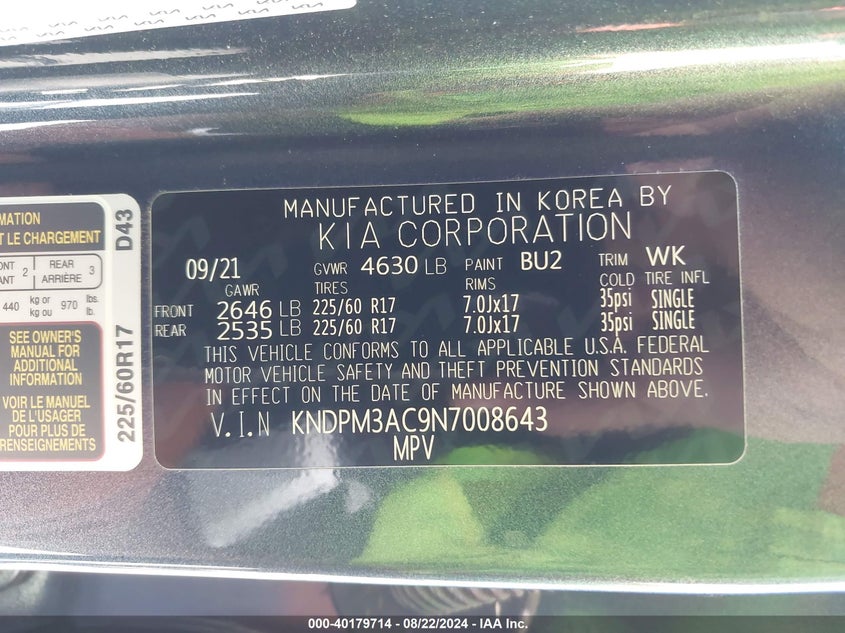 KIA KIA
MATION
T LE CHARGEMENT
ONT 2 REAR 3
ANT ARRIÈRE
440 kg or 970 lbs.
kg ou lb.
SEE OWNER'S
MANUAL FOR
ADDITIONAL
INFORMATION
VOIR LE MANUEL
DE L'USAGER
POUR PLUS DE
RENSEIGNEMENTS
225/60R17 D43
MANUFACTURED IN KOREA BY
KIA CORPORATION
09/21 GVWR 4630 LB PAINT BU2 TRIM WK
GAWR TIRES RIMS COLD TIRE INFL
FRONT 2646 LB 225/60 R17 7.0Jx17 35psi SINGLE
REAR 2535 LB 225/60 R17 7.0Jx17 35psi SINGLE
THIS VEHICLE CONFORMS TO ALL APPLICABLE U.S.A. FEDERAL
MOTOR VEHICLE SAFETY AND THEFT PREVENTION STANDARDS
IN EFFECT ON THE DATE OF MANUFACTURE SHOWN ABOVE.
V.I.N KNDPM3AC9N7008643
MPV
000-40179714 - 08/22/2024 - IAA Inc.